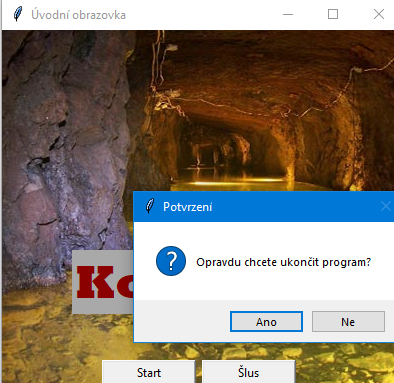 Úvodní obrazovka
Potvrzení
Opravdu chcete ukončit program?
Ano
Ne
Start
Šlus